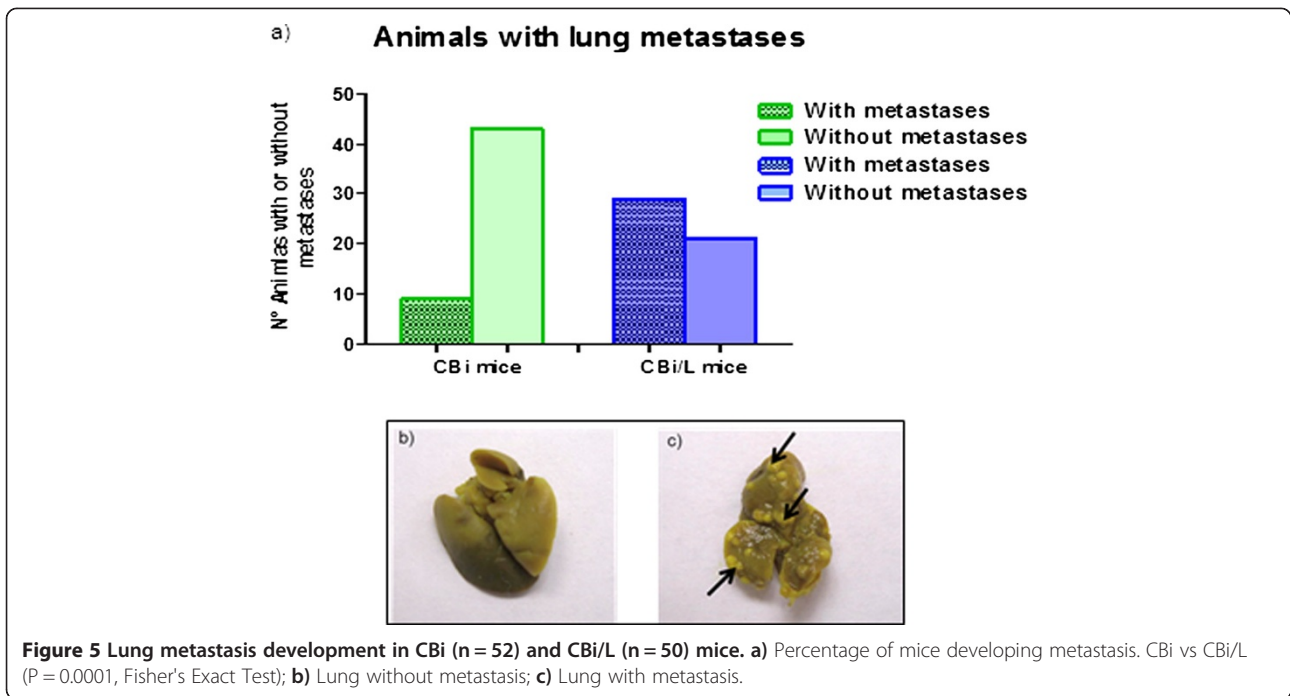 a)
Animals with lung metastases
N° Animlas with or without
metastases
50
40
30
20
10
0
CBi mice
CBi/L mice
With metastases
Without metastases
With metastases
Without metastases
b)
c)
Figure 5 Lung metastasis development in CBi (n = 52) and CBi/L (n = 50) mice. a) Percentage of mice developing metastasis. CBi vs CBi/L
(P = 0.0001, Fisher's Exact Test); b) Lung without metastasis; c) Lung with metastasis.